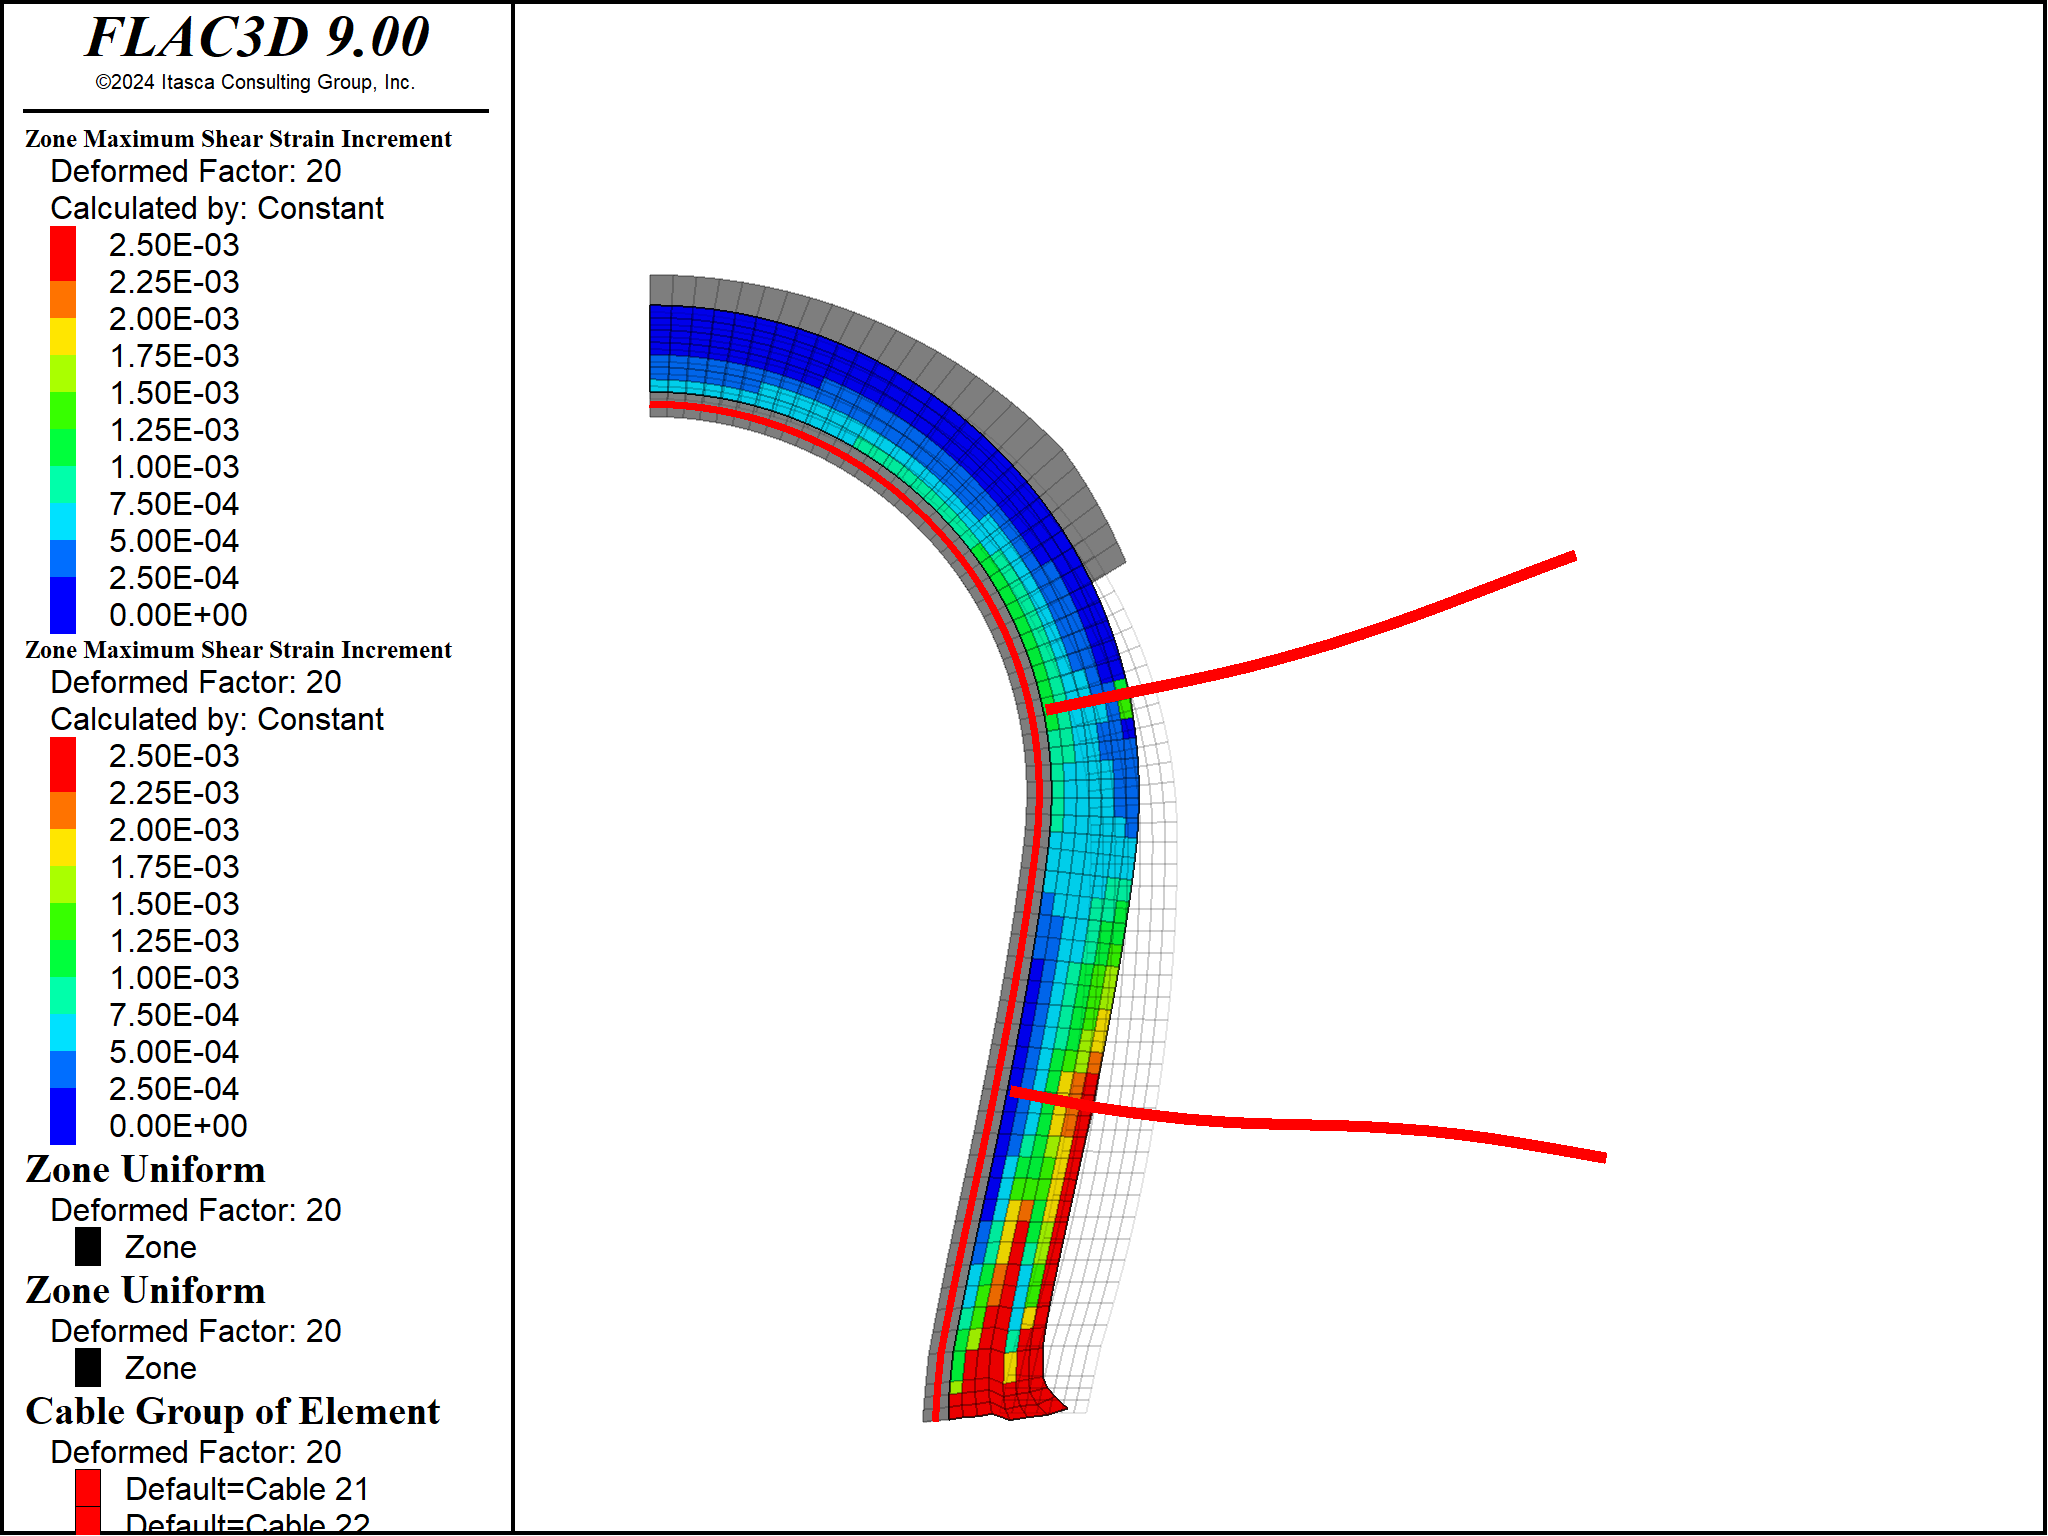 FLAC3D 9.00
©2024 Itasca Consulting Group, Inc.
Zone Maximum Shear Strain Increment
Deformed Factor: 20
Calculated by: Constant
2.50E-03
2.25E-03
2.00E-03
1.75E-03
1.50E-03
1.25E-03
1.00E-03
7.50E-04
5.00E-04
2.50E-04
0.00E+00
Zone Maximum Shear Strain Increment
Deformed Factor: 20
Calculated by: Constant
2.50E-03
2.25E-03
2.00E-03
1.75E-03
1.50E-03
1.25E-03
1.00E-03
7.50E-04
5.00E-04
2.50E-04
0.00E+00
Zone Uniform
Deformed Factor: 20
Zone
Zone Uniform
Deformed Factor: 20
Zone
Cable Group of Element
Deformed Factor: 20
Default=Cable 21
Default=Cable 22